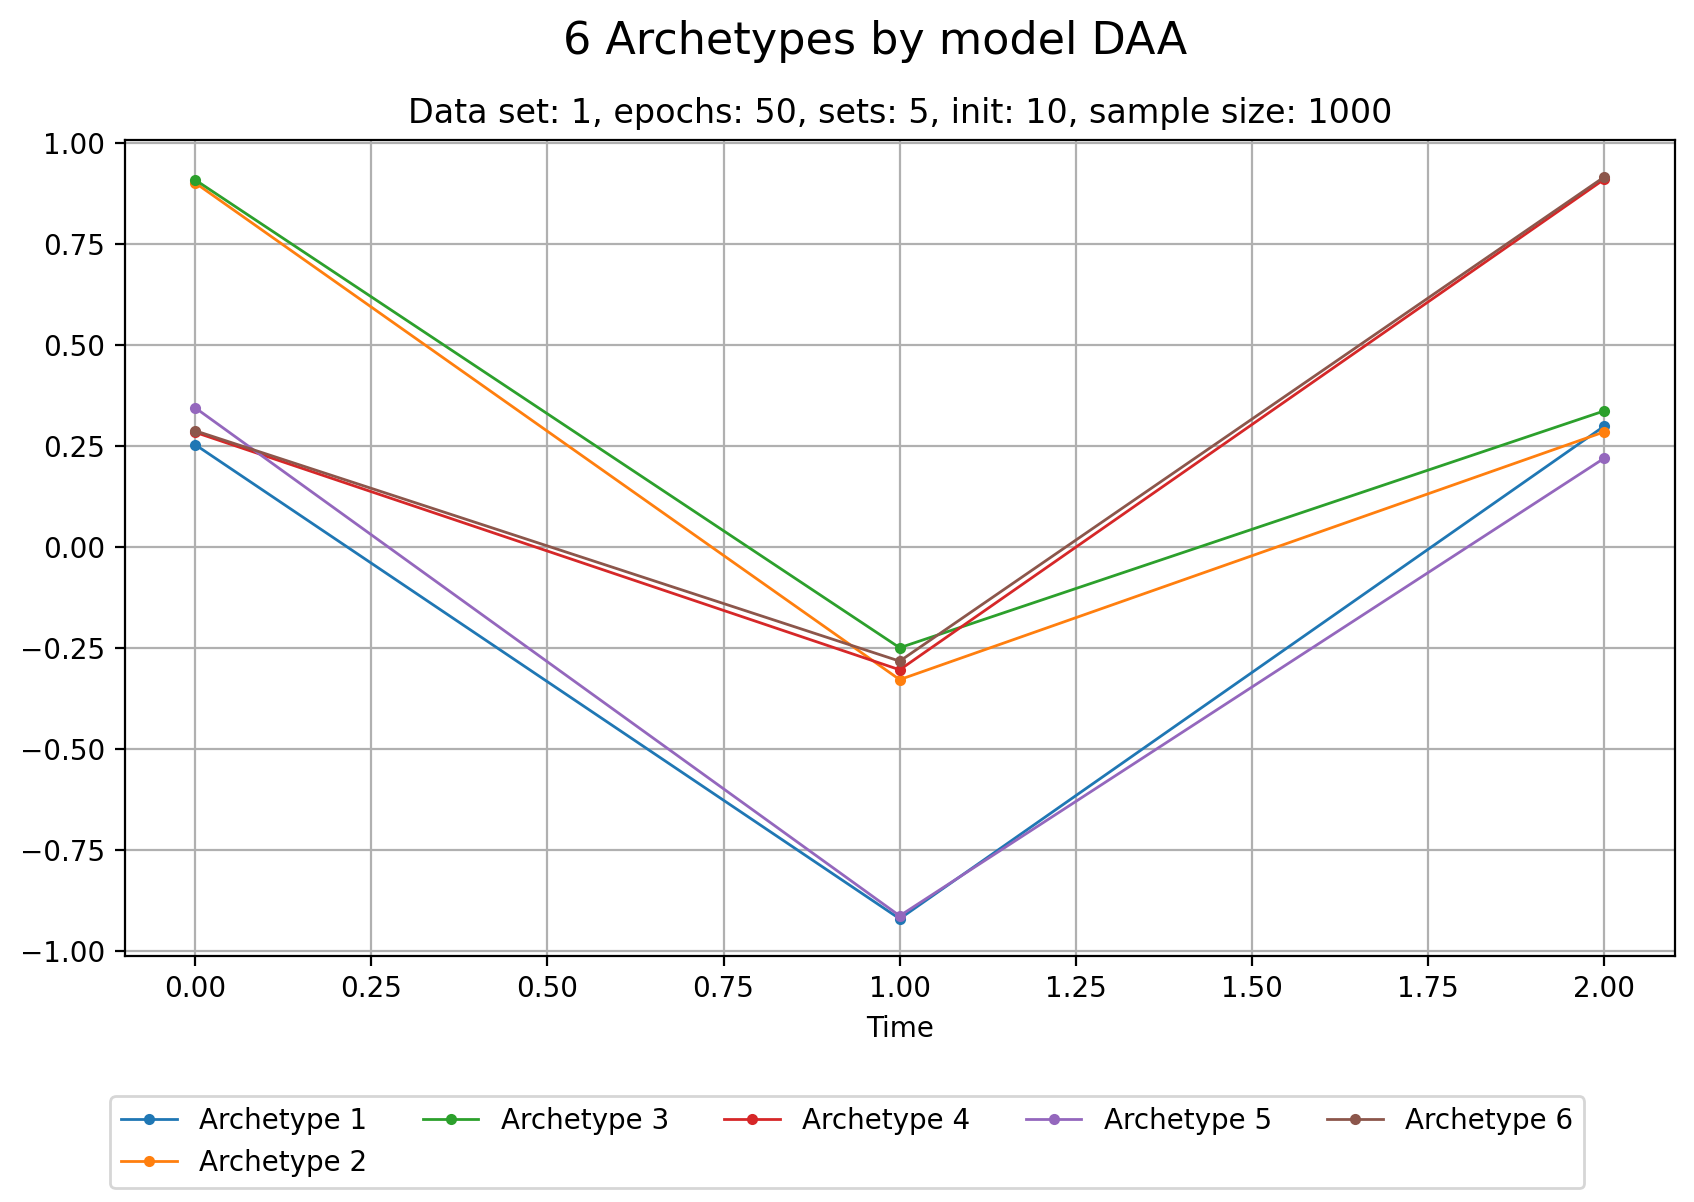 6 Archetypes by model DAA
Data set: 1, epochs: 50, sets: 5, init: 10, sample size: 1000
1.00
0.75
0.50
0.25
0.00
−0.25
−0.50
−0.75
−1.00
0.00 0.25 0.50 0.75 1.00 1.25 1.50 1.75 2.00
Time
Archetype 1 Archetype 3 Archetype 4 Archetype 5 Archetype 6
Archetype 2